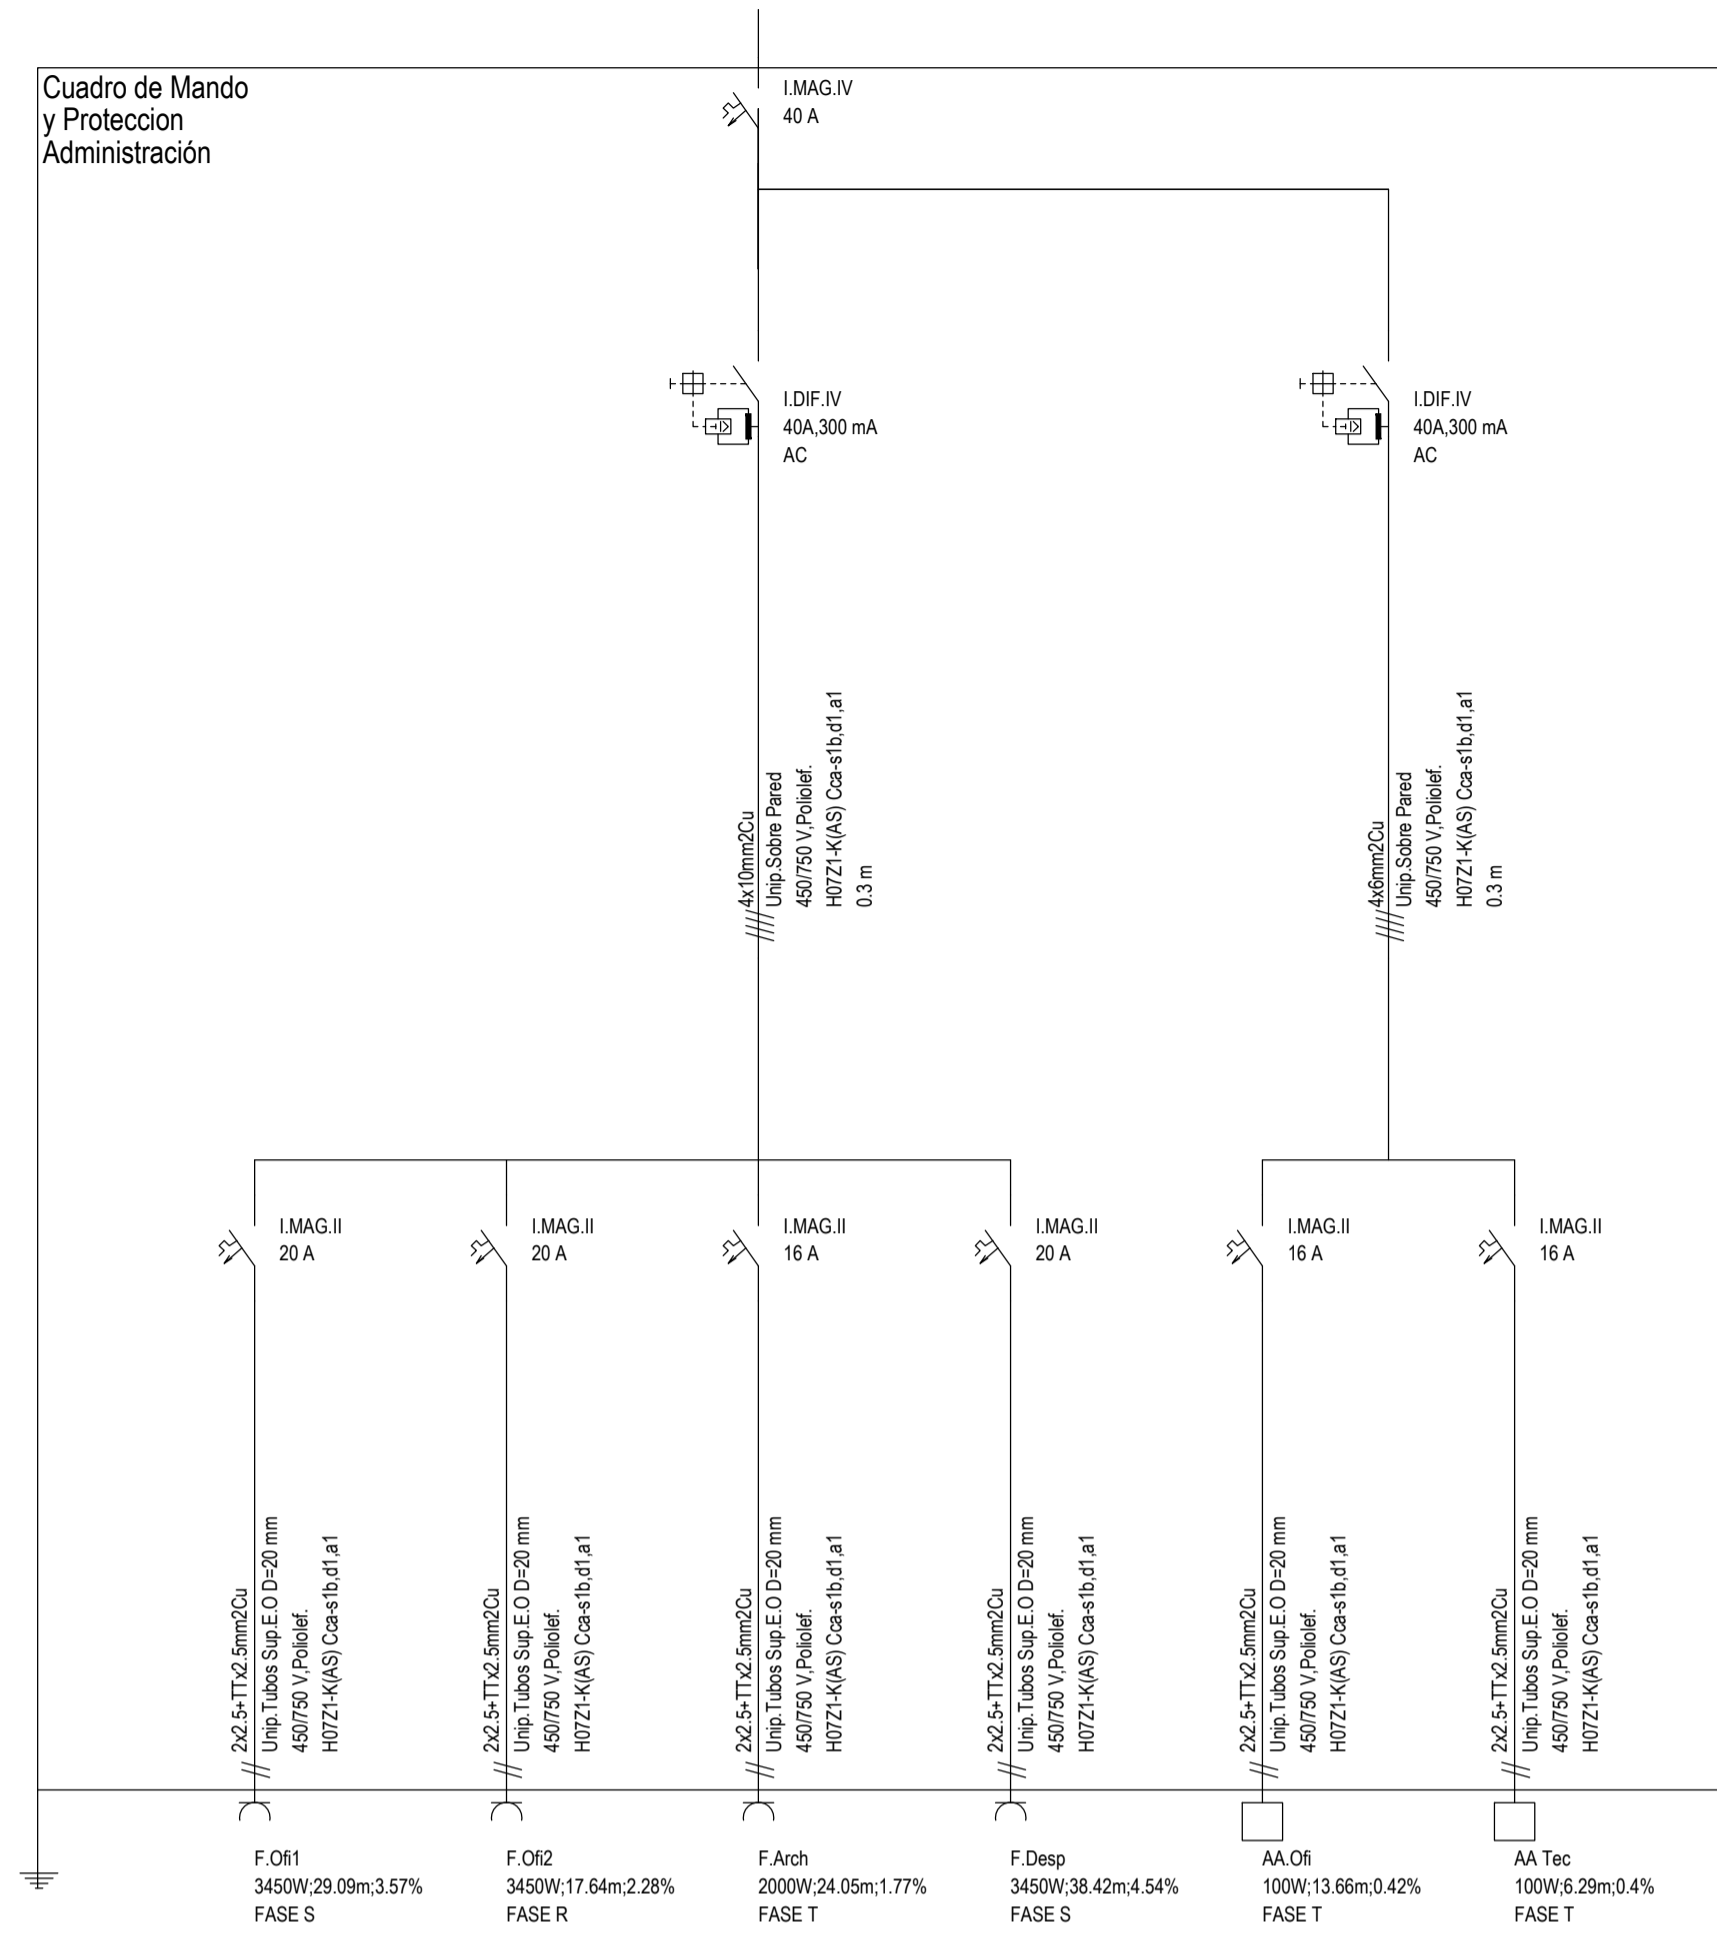 Cuadro de Mando
y Proteccion
Administración
I.MAG.IV
40 A
I.DIF.IV
40A,300 mA
AC
I.DIF.IV
40A,300 mA
AC
4x10mm2Cu
Unip.Sobre Pared
450/750 V,Poliolef.
H07Z1-K(AS) Cca-s1b,d1,a1
0.3 m
4x6mm2Cu
Unip.Sobre Pared
450/750 V,Poliolef.
H07Z1-K(AS) Cca-s1b,d1,a1
0.3 m
I.MAG.II
20 A
I.MAG.II
20 A
I.MAG.II
16 A
I.MAG.II
20 A
I.MAG.II
16 A
I.MAG.II
16 A
2x2.5+TTx2.5mm2Cu
Unip.Tubos Sup.E.O D=20 mm
450/750 V,Poliolef.
H07Z1-K(AS) Cca-s1b,d1,a1
2x2.5+TTx2.5mm2Cu
Unip.Tubos Sup.E.O D=20 mm
450/750 V,Poliolef.
H07Z1-K(AS) Cca-s1b,d1,a1
2x2.5+TTx2.5mm2Cu
Unip.Tubos Sup.E.O D=20 mm
450/750 V,Poliolef.
H07Z1-K(AS) Cca-s1b,d1,a1
2x2.5+TTx2.5mm2Cu
Unip.Tubos Sup.E.O D=20 mm
450/750 V,Poliolef.
H07Z1-K(AS) Cca-s1b,d1,a1
2x2.5+TTx2.5mm2Cu
Unip.Tubos Sup.E.O D=20 mm
450/750 V,Poliolef.
H07Z1-K(AS) Cca-s1b,d1,a1
2x2.5+TTx2.5mm2Cu
Unip.Tubos Sup.E.O D=20 mm
450/750 V,Poliolef.
H07Z1-K(AS) Cca-s1b,d1,a1
F.Ofi1
3450W;29.09m;3.57%
FASE S
F.Ofi2
3450W;17.64m;2.28%
FASE R
F.Arch
2000W;24.05m;1.77%
FASE T
F.Desp
3450W;38.42m;4.54%
FASE S
AA.Ofi
100W;13.66m;0.42%
FASE T
AA Tec
100W;6.29m;0.4%
FASE T